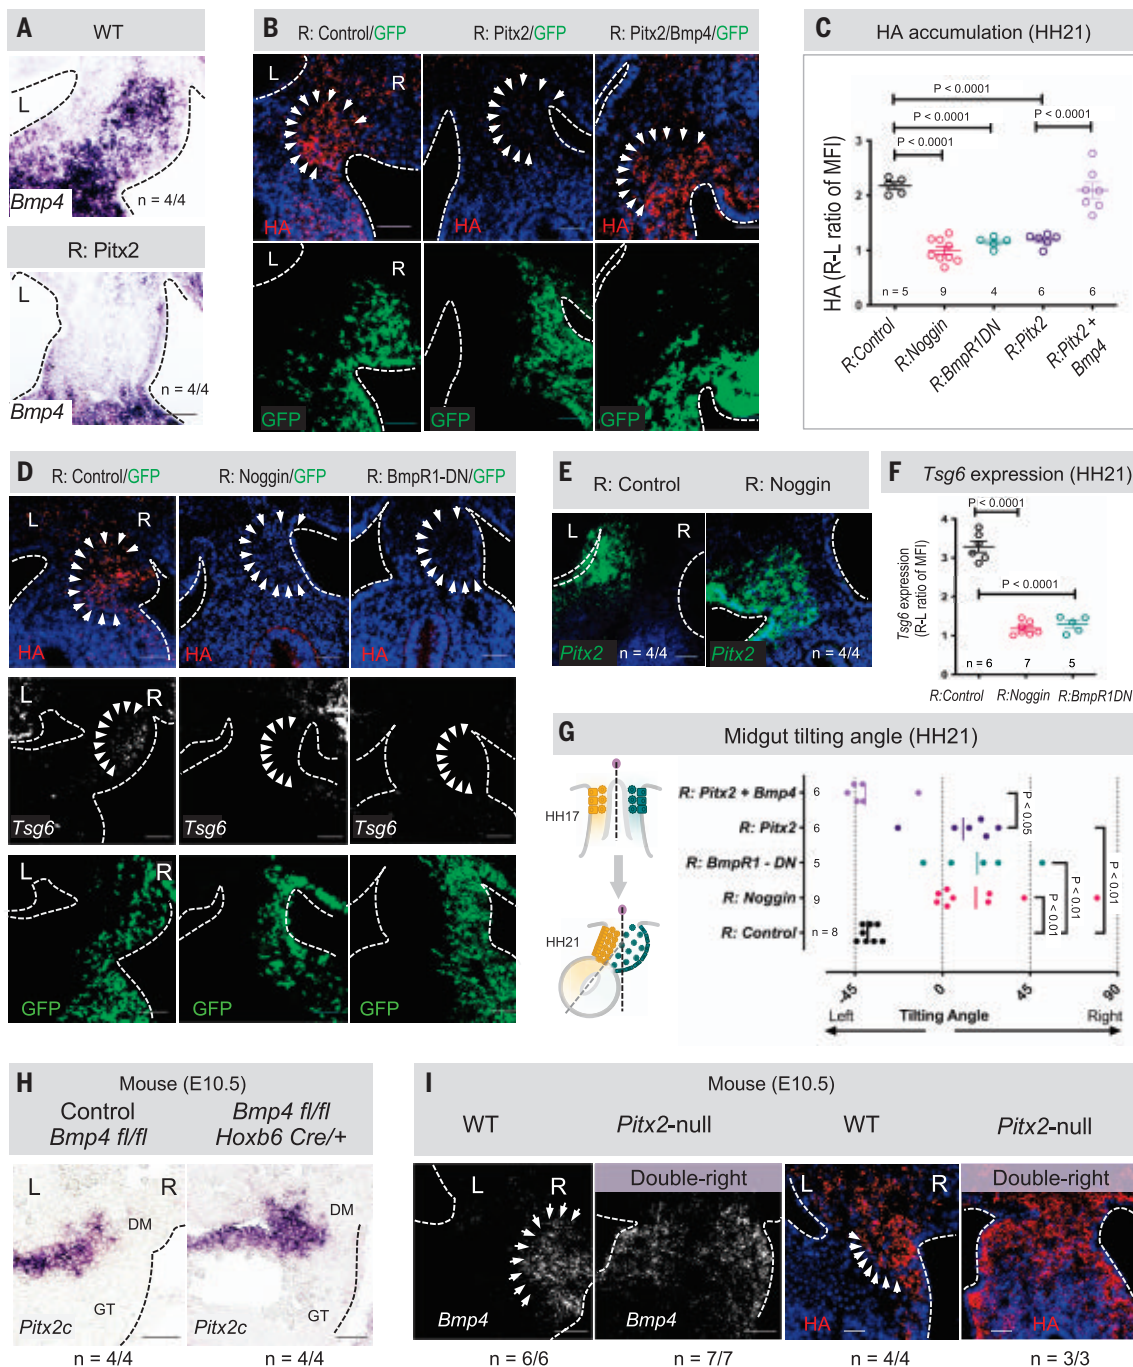 A
WT
L
Bmp4
n = 4/4
R: Pitx2
L
Bmp4
n = 4/4
B
R: Control/GFP
R: Pitx2/GFP
R: Pitx2/Bmp4/GFP
L
R
HA
HA
HA
R
GFP
GFP
GFP
C
HA accumulation (HH21)
P < 0.0001
P < 0.0001
P < 0.0001
P < 0.0001
HA (R-L ratio of MFI)
3
2
1
0
n = 5
9
4
6
6
R:Control
R:Noggin
R:BmpR1DN
R:Pitx2
R:Pitx2 +
Bmp4
D
R: Control/GFP
R: Noggin/GFP
R: BmpR1-DN/GFP
L
R
HA
HA
HA
L
R
Tsg6
Tsg6
Tsg6
L
R
GFP
GFP
GFP
E
R: Control
R: Noggin
L
R
Pitx2
n = 4/4
Pitx2
n = 4/4
F
Tsg6 expression (HH21)
P < 0.0001
P < 0.0001
Tsg6 expression
(R-L ratio of MFI)
4
3
2
1
0
n = 6
7
5
R:Control
R:Noggin
R:BmpR1DN
G
Midgut tilting angle (HH21)
HH17
HH21
R: Pitx2 + Bmp4
6
R: Pitx2
6
R: BmpR1 - DN
5
R: Noggin
9
R: Control
n = 8
P < 0.05
P < 0.01
P < 0.01
P < 0.01
-45
0
45
90
Left
Tilting Angle
Right
H
Mouse (E10.5)
Control
Bmp4 fl/fl
Bmp4 fl/fl
Hoxb6 Cre/+
L
R
DM
GT
Pitx2c
DM
GT
Pitx2c
n = 4/4
n = 4/4
I
Mouse (E10.5)
WT
Pitx2-null
WT
Pitx2-null
L
R
Double-right
L
R
Double-right
Bmp4
Bmp4
HA
HA
n = 6/6
n = 7/7
n = 4/4
n = 3/3